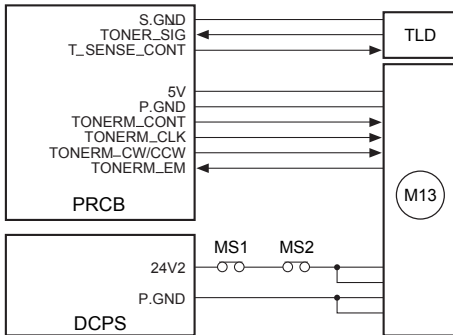 S.GND
TONER_SIG
T_SENSE_CONT
TLD
5V
P.GND
TONERM_CONT
TONERM_CLK
TONERM_CW/CCW
TONERM_EM
PRCB
M13
MS1 MS2
24V2
P.GND
DCPS